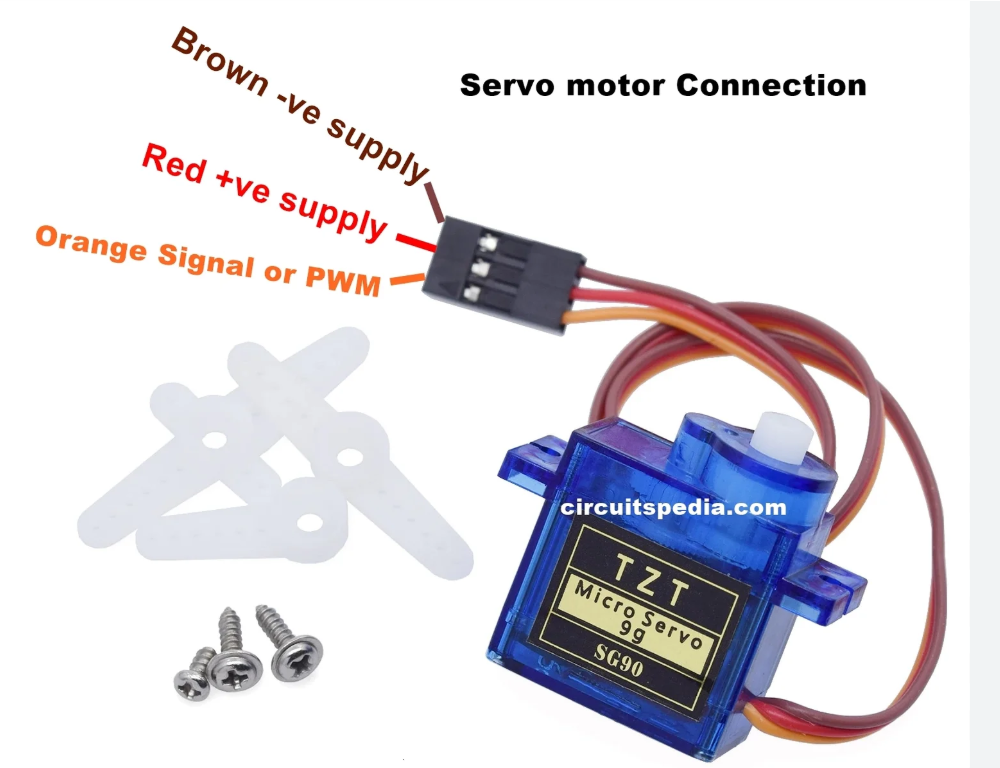 Brown -ve supply
Servo motor Connection
Red +ve supply
Orange Signal or PWM
circuitspedia.com
TZT
Micro Servo
9g
SG90